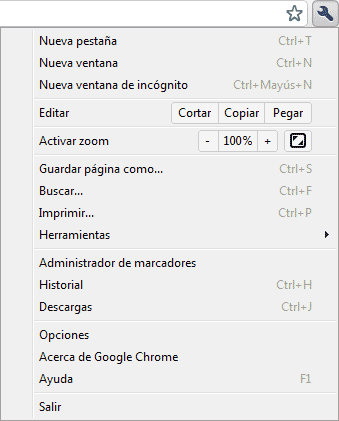 Nueva pestaña Ctrl+T
Nueva ventana Ctrl+N
Nueva ventana de incógnito Ctrl+Mayús+N
Editar Cortar Copiar Pegar
Activar zoom - 100% +
Guardar página como... Ctrl+S
Buscar... Ctrl+F
Imprimir... Ctrl+P
Herramientas
Administrador de marcadores
Historial Ctrl+H
Descargas Ctrl+J
Opciones
Acerca de Google Chrome
Ayuda F1
Salir